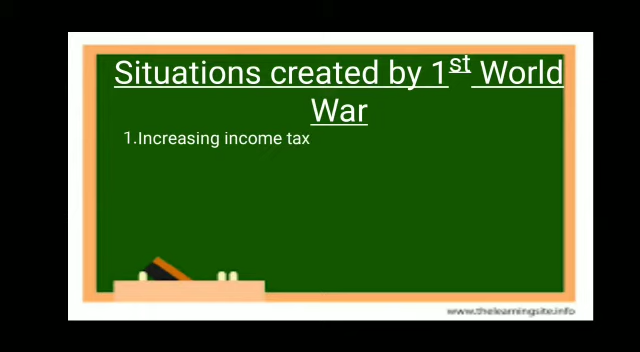 Situations created by 1st World
War
1.Increasing income tax
www.thelearningsite.info